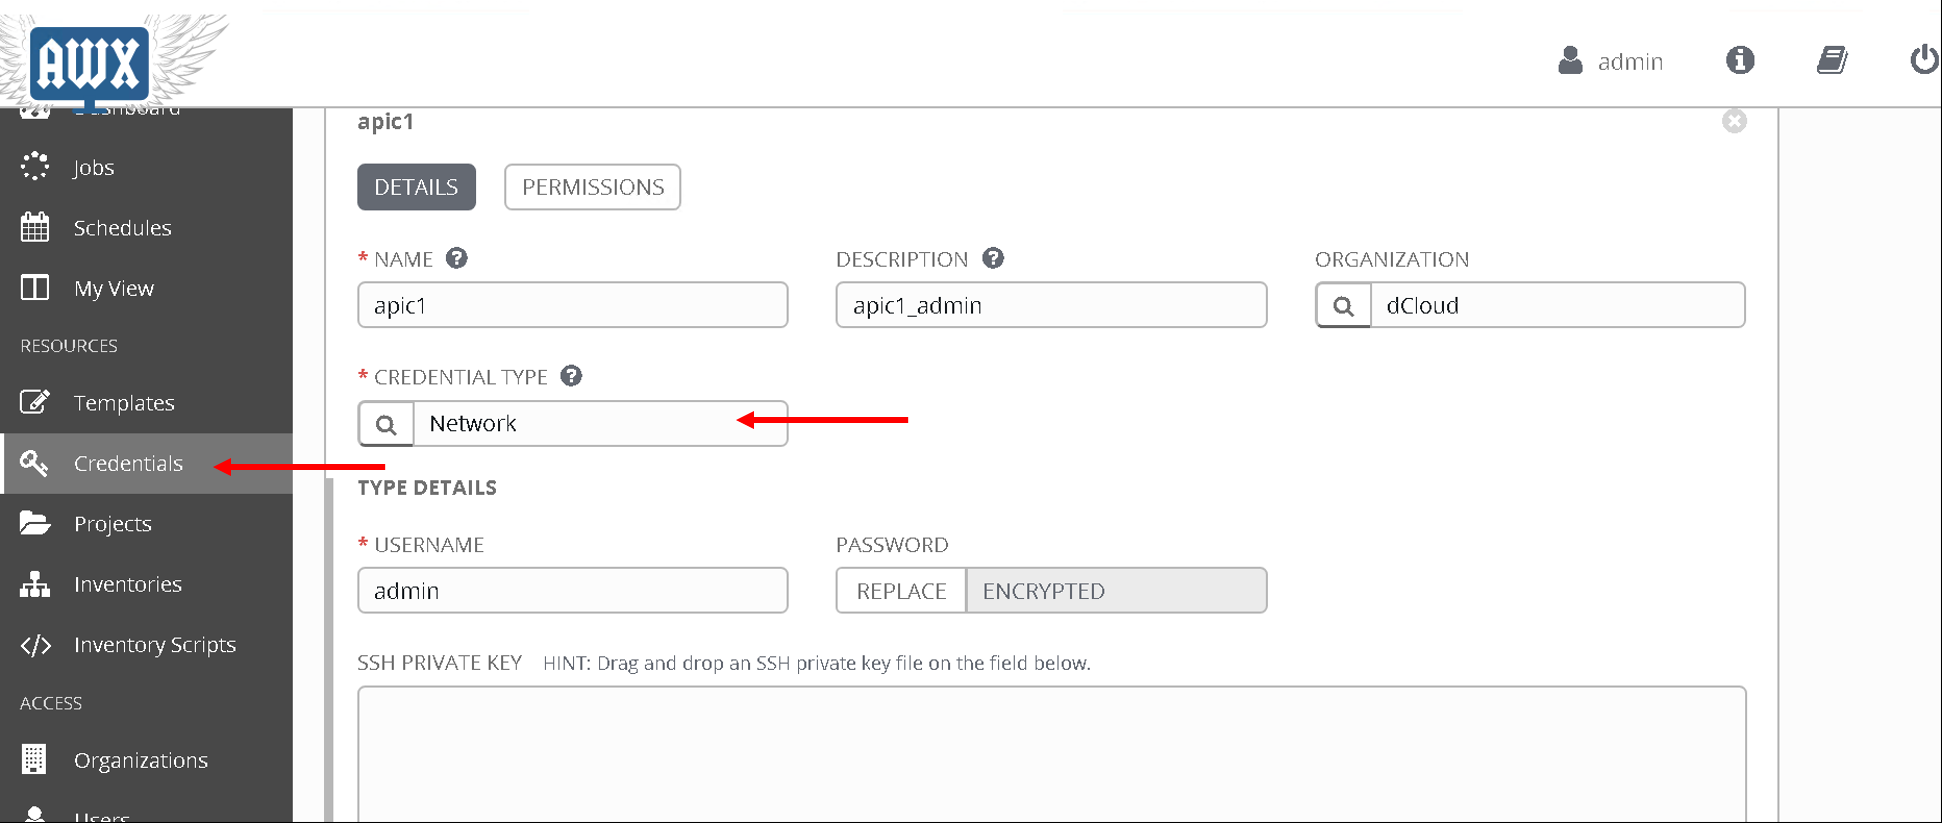 AWX
admin
Dashboard
Jobs
Schedules
My View
RESOURCES
Templates
Credentials
Projects
Inventories
Inventory Scripts
ACCESS
Organizations
Users
apic1
DETAILS
PERMISSIONS
* NAME
DESCRIPTION
ORGANIZATION
apic1
apic1_admin
dCloud
* CREDENTIAL TYPE
Network
TYPE DETAILS
* USERNAME
PASSWORD
admin
REPLACE
ENCRYPTED
SSH PRIVATE KEY HINT: Drag and drop an SSH private key file on the field below.